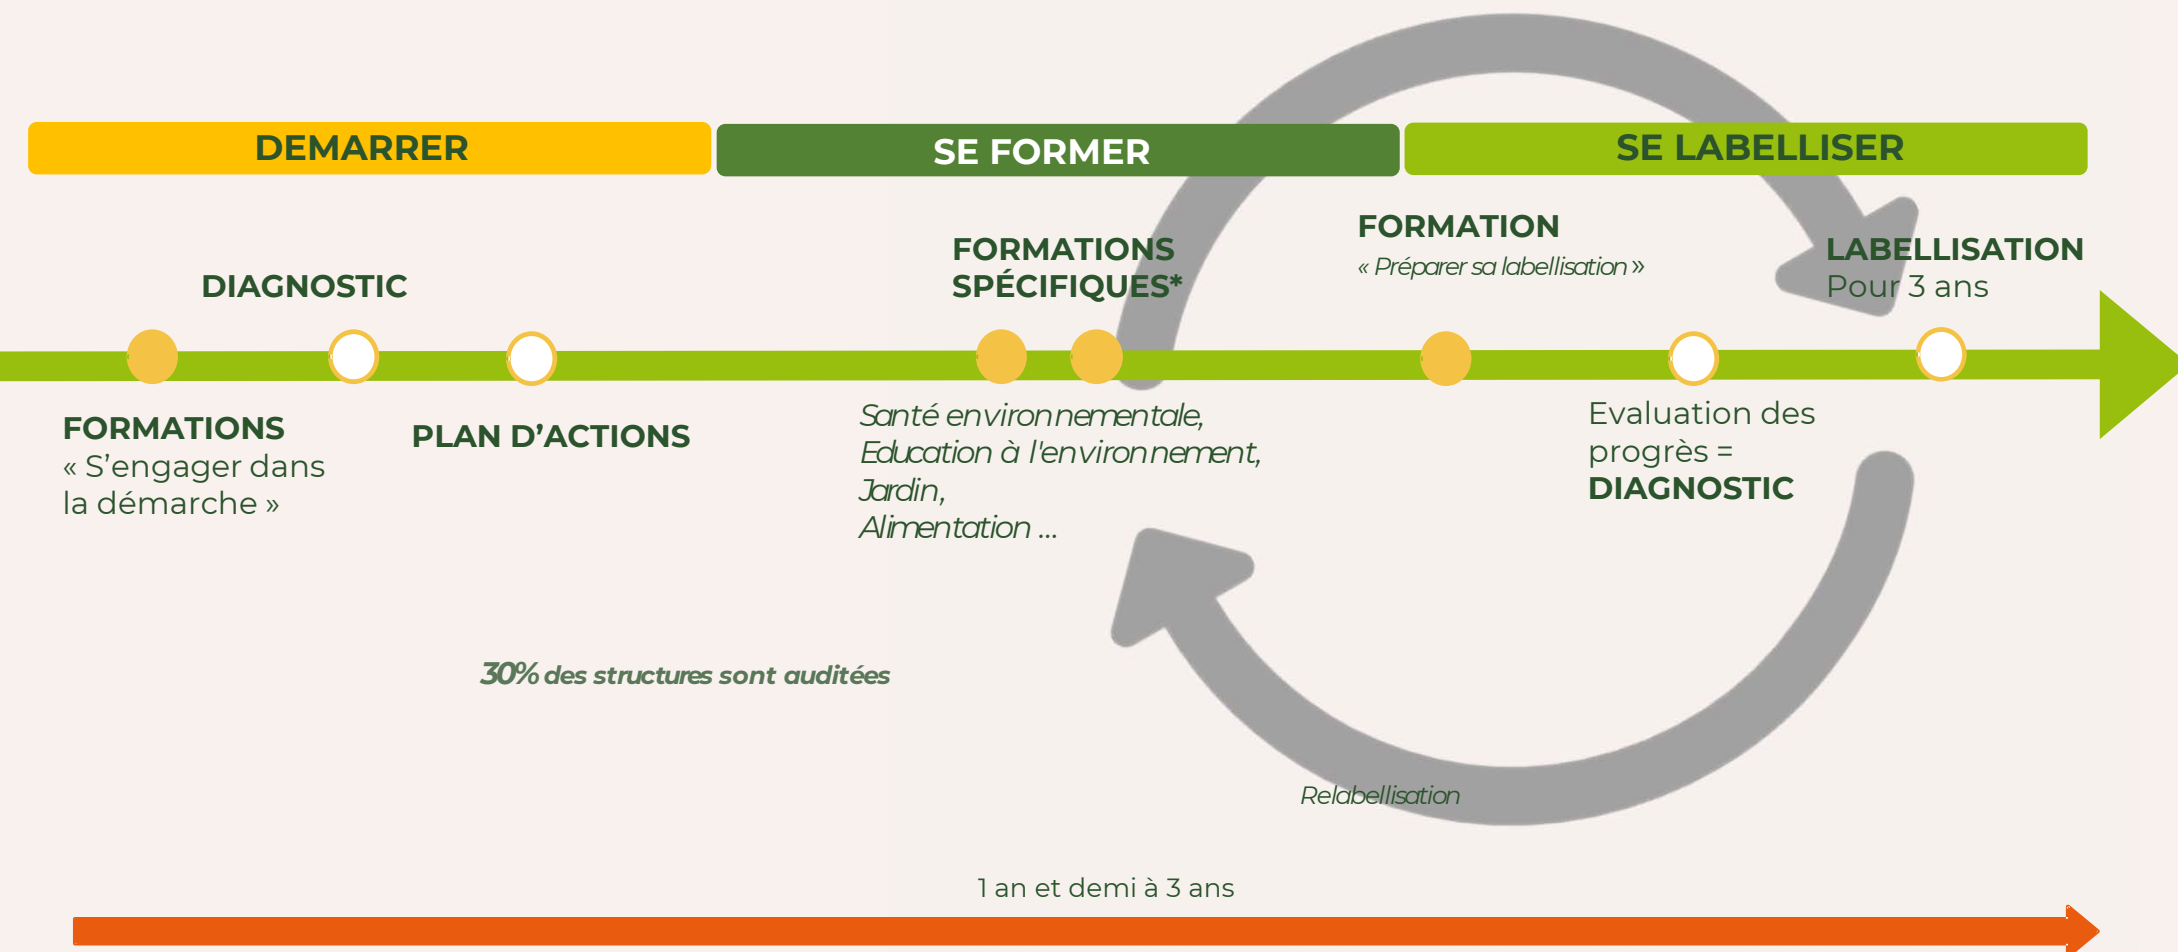 DEMARRER
SE FORMER
SE LABELLISER
DIAGNOSTIC
FORMATIONS
SPÉCIFIQUES*
FORMATION
« Préparer sa labellisation »
LABELLISATION
Pour 3 ans
FORMATIONS
« S’engager dans
la démarche »
PLAN D’ACTIONS
Santé environnementale,
Education à l'environnement,
Jardin,
Alimentation ...
Evaluation des
progrès =
DIAGNOSTIC
30% des structures sont auditées
Relabellisation
1 an et demi à 3 ans